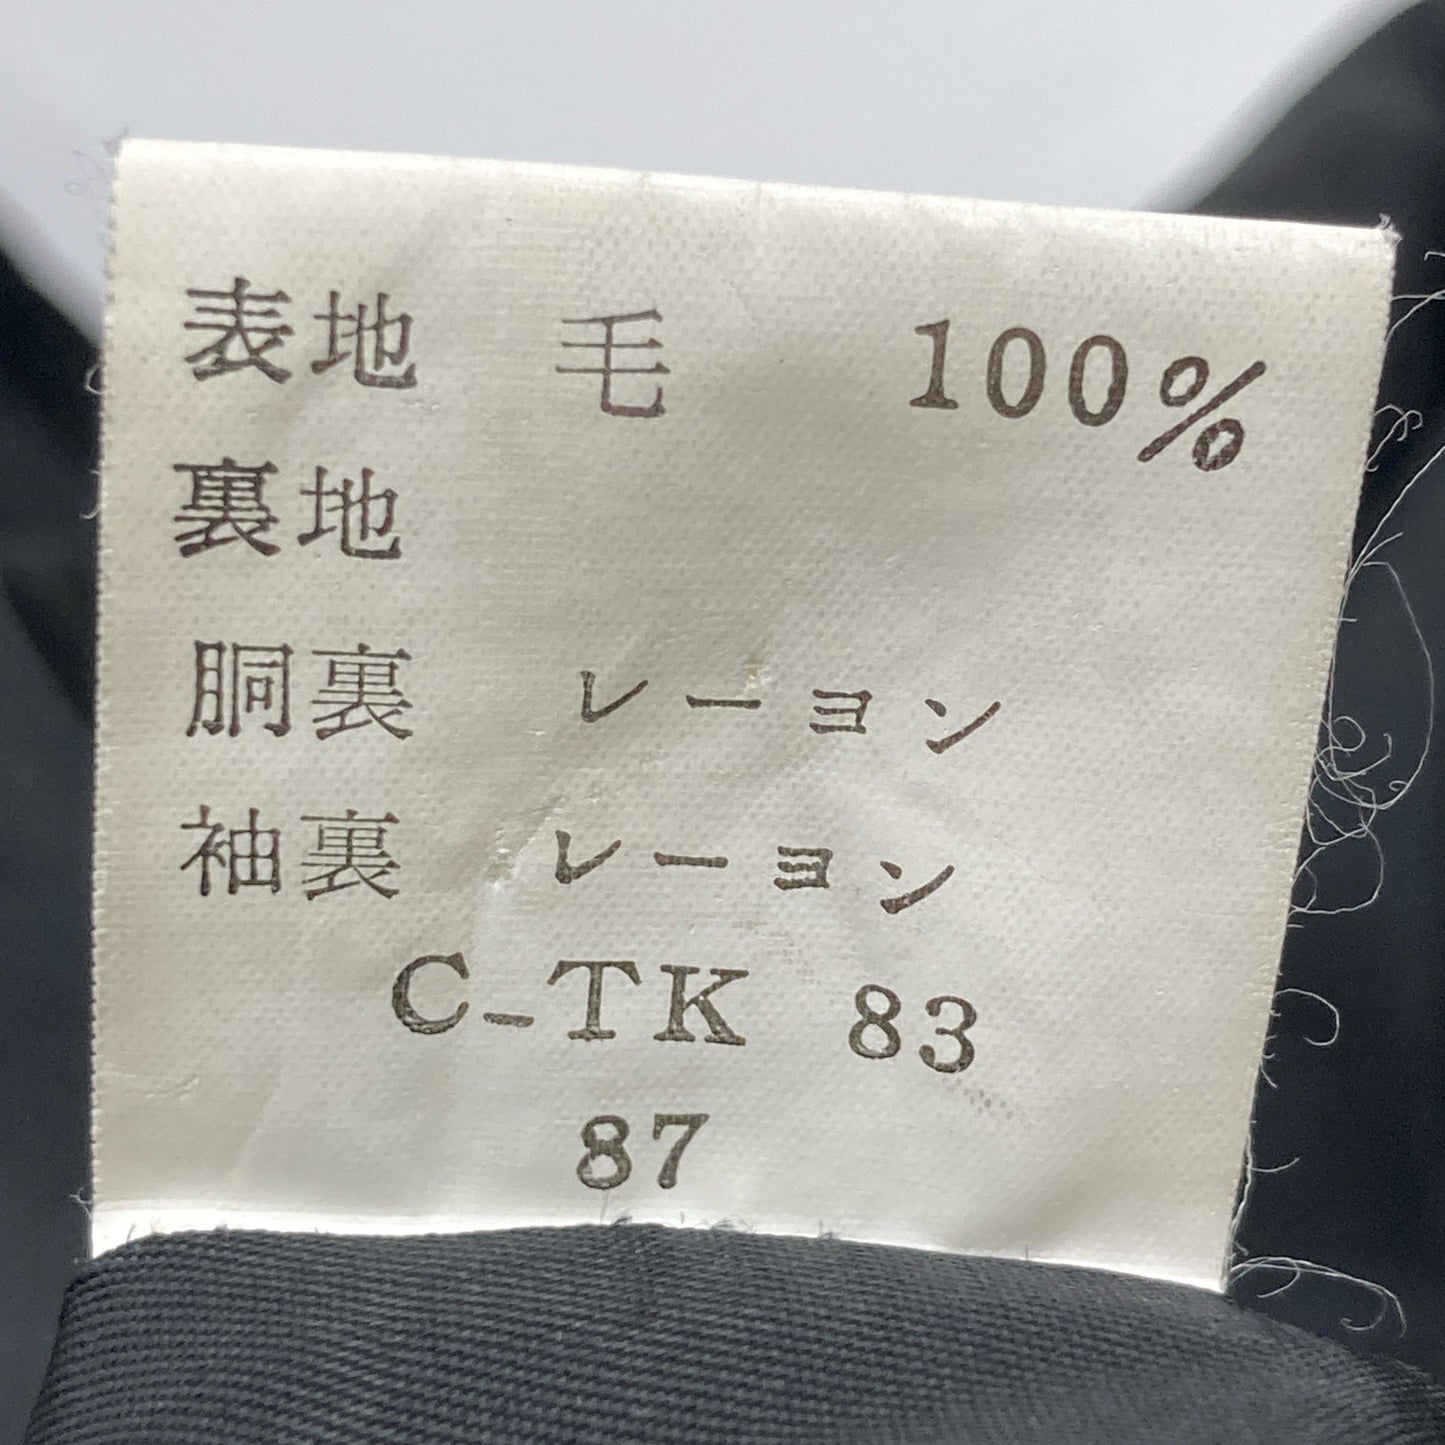 表地 毛 100%
裏地
胴裏 レーヨン
袖裏 レーヨン
C-TK 83
87